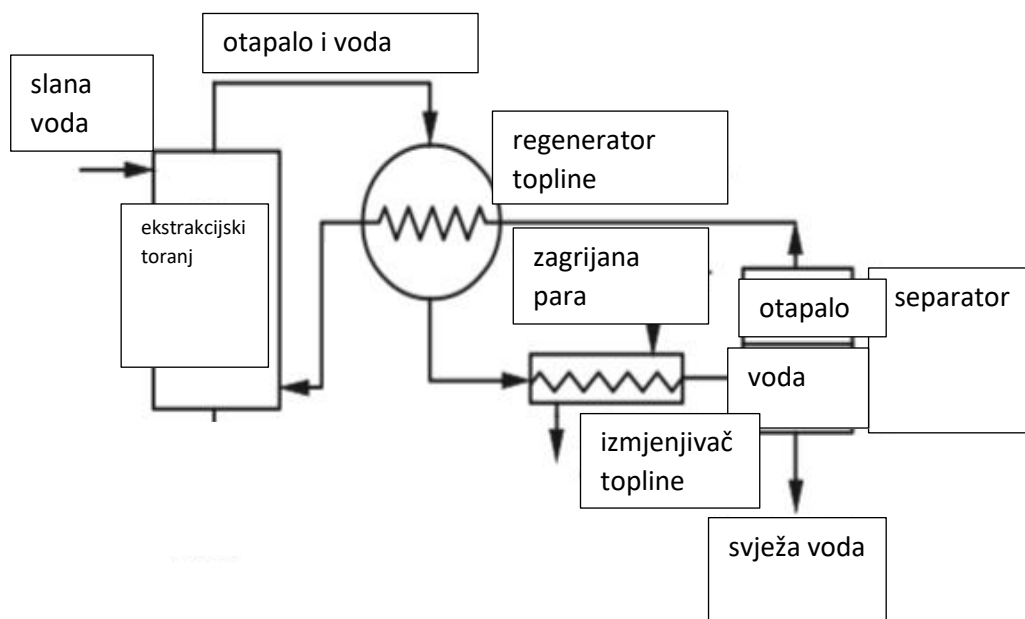 otapalo i voda
slana
voda
regenerator
topline
ekstrakcijski
toranj
zagrijana
para
separator
otapalo
voda
izmjenjivač
topline
svježa voda